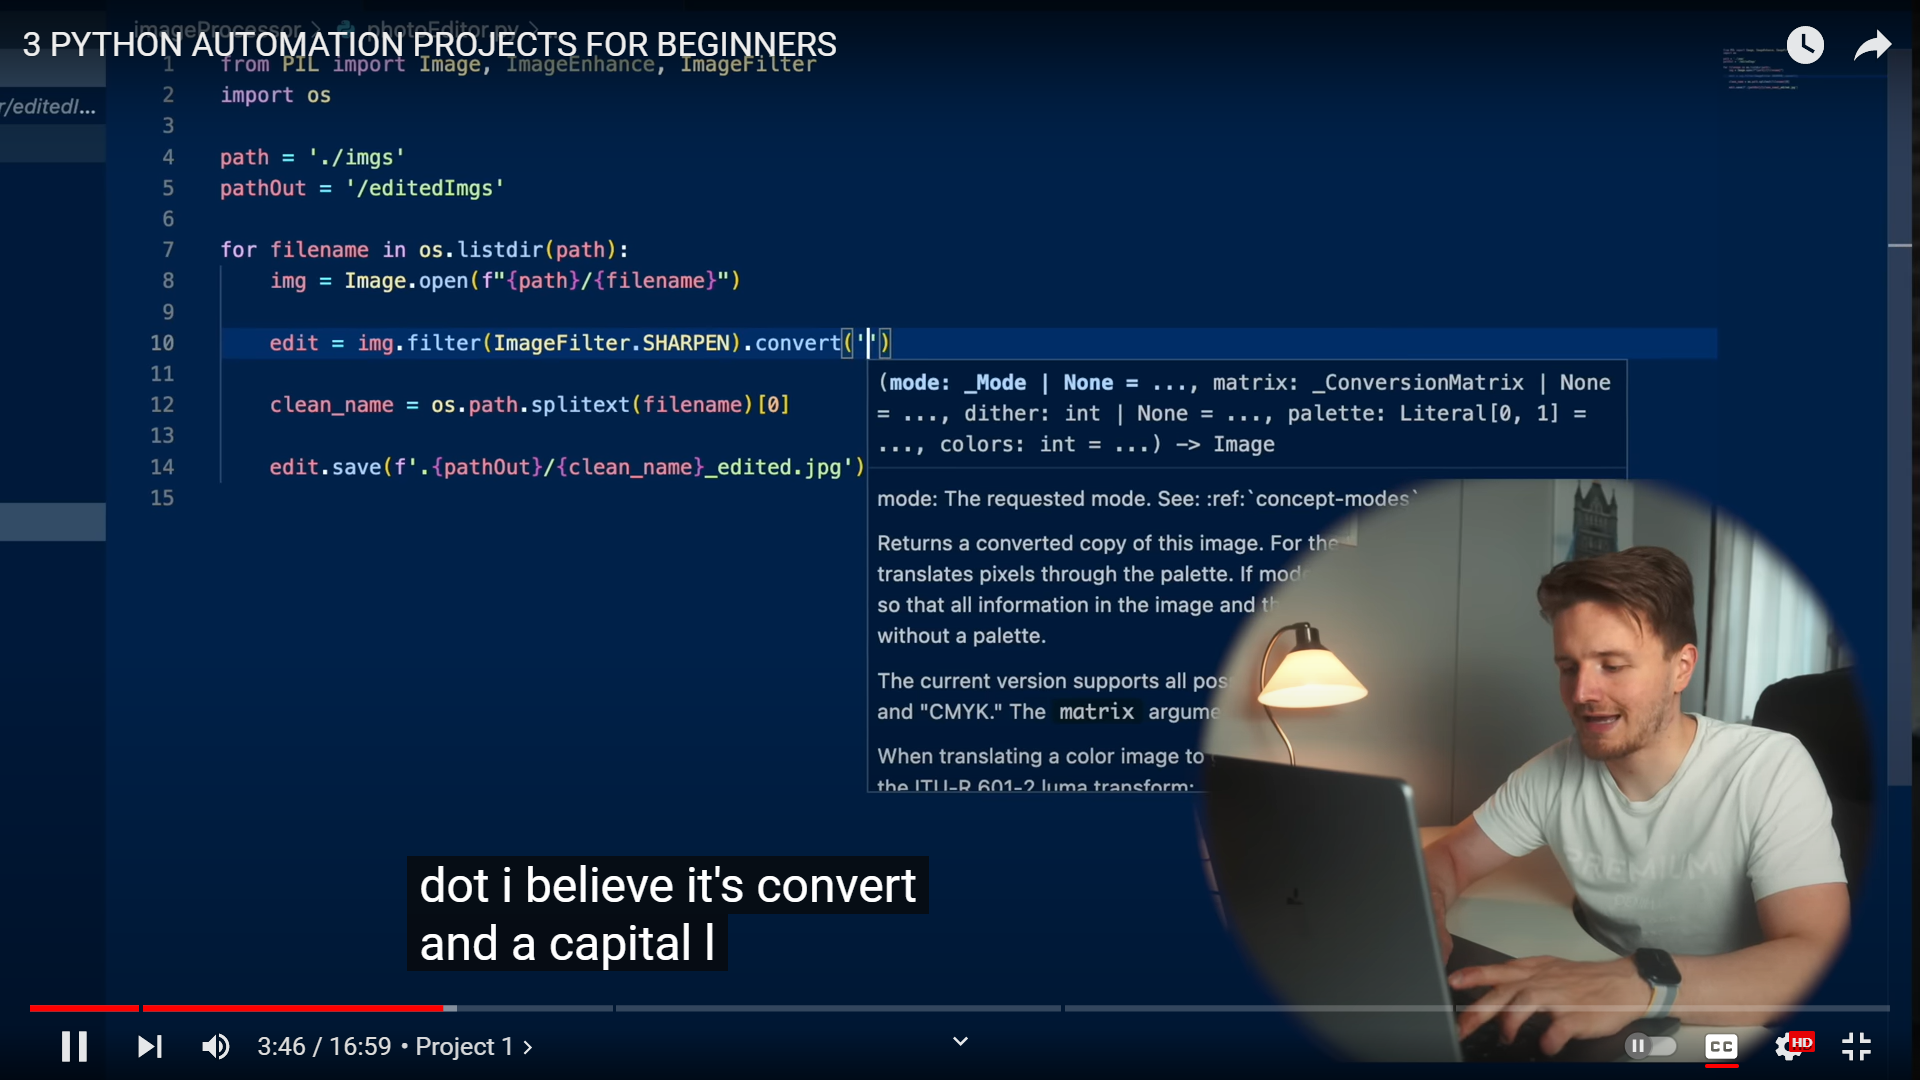 imageProcessor > photoEditor.py >
3 PYTHON AUTOMATION PROJECTS FOR BEGINNERS
r/editedI...
1 from PIL import Image, ImageEnhance, ImageFilter
2 import os
3
4 path = './imgs'
5 pathOut = '/editedImgs'
6
7 for filename in os.listdir(path):
8 img = Image.open(f"{path}/{filename}")
9
10 edit = img.filter(ImageFilter.SHARPEN).convert('')
11
12 clean_name = os.path.splitext(filename)[0]
13
14 edit.save(f'.{pathOut}/{clean_name}_edited.jpg')
15
(mode: _Mode | None = ..., matrix: _ConversionMatrix | None
= ..., dither: int | None = ..., palette: Literal[0, 1] =
..., colors: int = ...) -> Image
mode: The requested mode. See: :ref:`concept-modes`
Returns a converted copy of this image. For the
translates pixels through the palette. If mod
so that all information in the image and th
without a palette.
The current version supports all pos
and "CMYK." The matrix argume
When translating a color image to
the ITU-R 601-2 luma transform:
PREMIUM
dot i believe it's convert
and a capital l
3:46 / 16:59 • Project 1 >
CC
HD